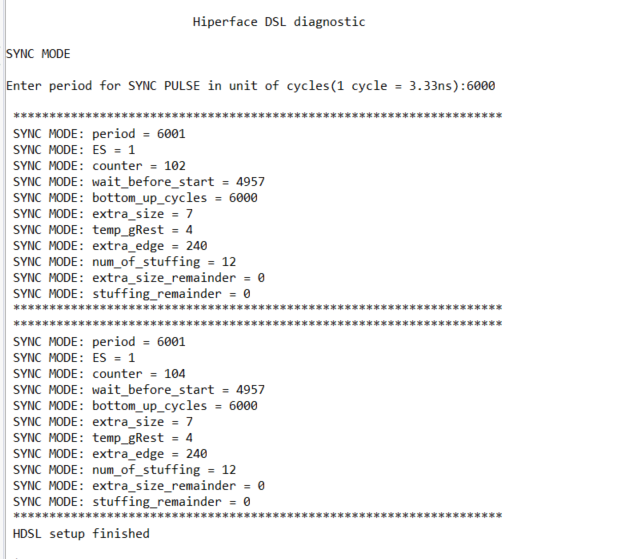 Hiperface DSL diagnostic
SYNC MODE
Enter period for SYNC PULSE in unit of cycles(1 cycle = 3.33ns):6000
********************************************************************
SYNC MODE: period = 6001
SYNC MODE: ES = 1
SYNC MODE: counter = 102
SYNC MODE: wait_before_start = 4957
SYNC MODE: bottom_up_cycles = 6000
SYNC MODE: extra_size = 7
SYNC MODE: temp_gRest = 4
SYNC MODE: extra_edge = 240
SYNC MODE: num_of_stuffing = 12
SYNC MODE: extra_size_remainder = 0
SYNC MODE: stuffing_remainder = 0
********************************************************************
********************************************************************
SYNC MODE: period = 6001
SYNC MODE: ES = 1
SYNC MODE: counter = 104
SYNC MODE: wait_before_start = 4957
SYNC MODE: bottom_up_cycles = 6000
SYNC MODE: extra_size = 7
SYNC MODE: temp_gRest = 4
SYNC MODE: extra_edge = 240
SYNC MODE: num_of_stuffing = 12
SYNC MODE: extra_size_remainder = 0
SYNC MODE: stuffing_remainder = 0
********************************************************************
HDSL setup finished